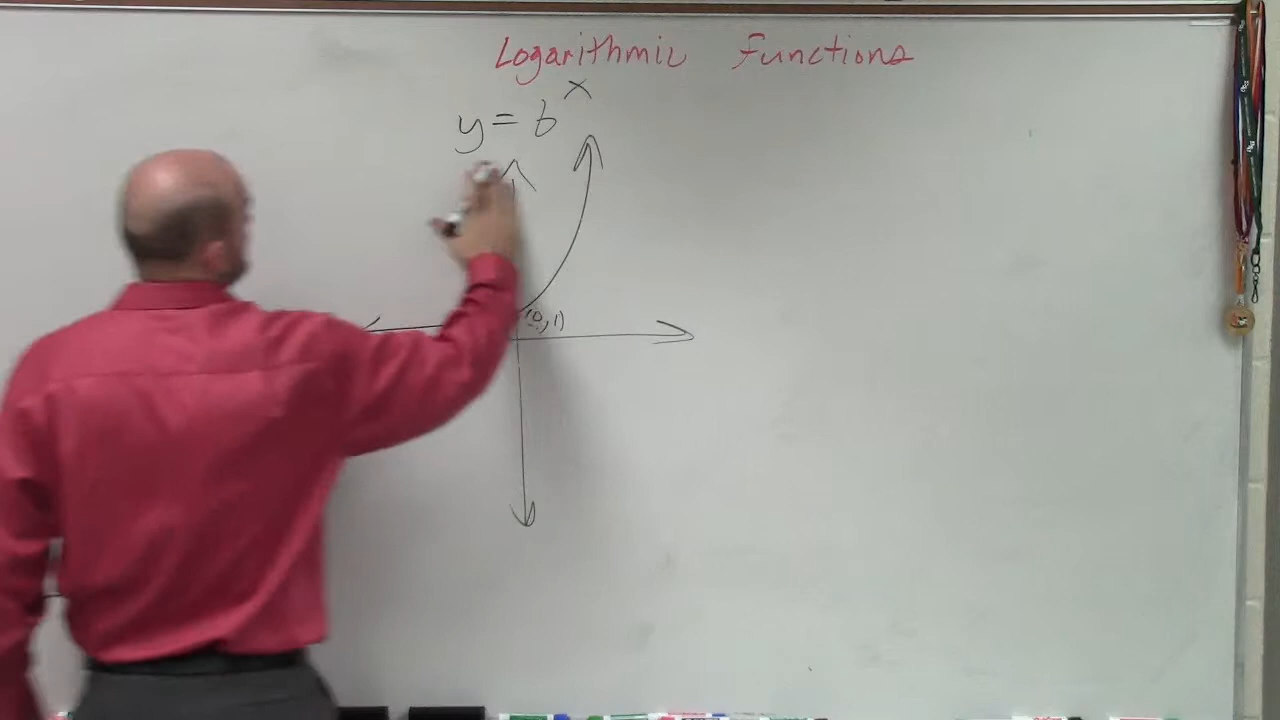 Logarithmic Functions
y = b^x
(0,1)